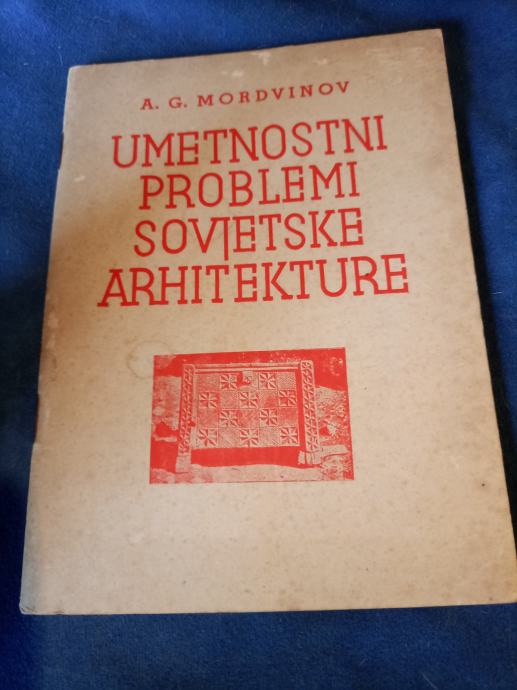 A. G. MORDVINOV
UMETNOSTNI
PROBLEMI
SOVJETSKE
ARHITEKTURE